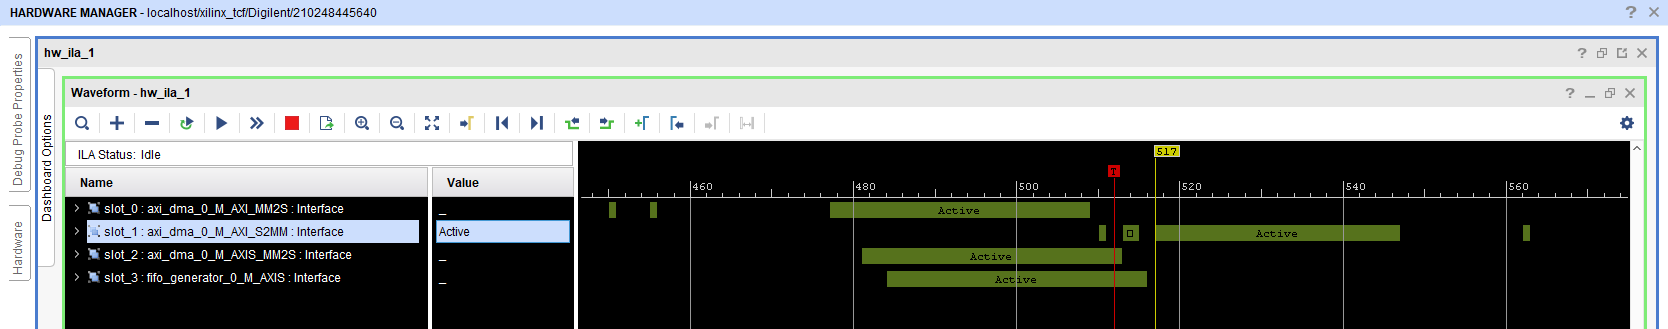 HARDWARE MANAGER - localhost/xilinx_tcf/Digilent/210248445640
Debug Probe Properties
Hardware
hw_ila_1
Dashboard Options
Waveform - hw_ila_1
ILA Status: Idle
Name Value
517
T
460 480 500 520 540 560
slot_0 : axi_dma_0_M_AXI_MM2S : Interface _ Active
slot_1 : axi_dma_0_M_AXI_S2MM : Interface Active Active
slot_2 : axi_dma_0_M_AXIS_MM2S : Interface _ Active
slot_3 : fifo_generator_0_M_AXIS : Interface _ Active